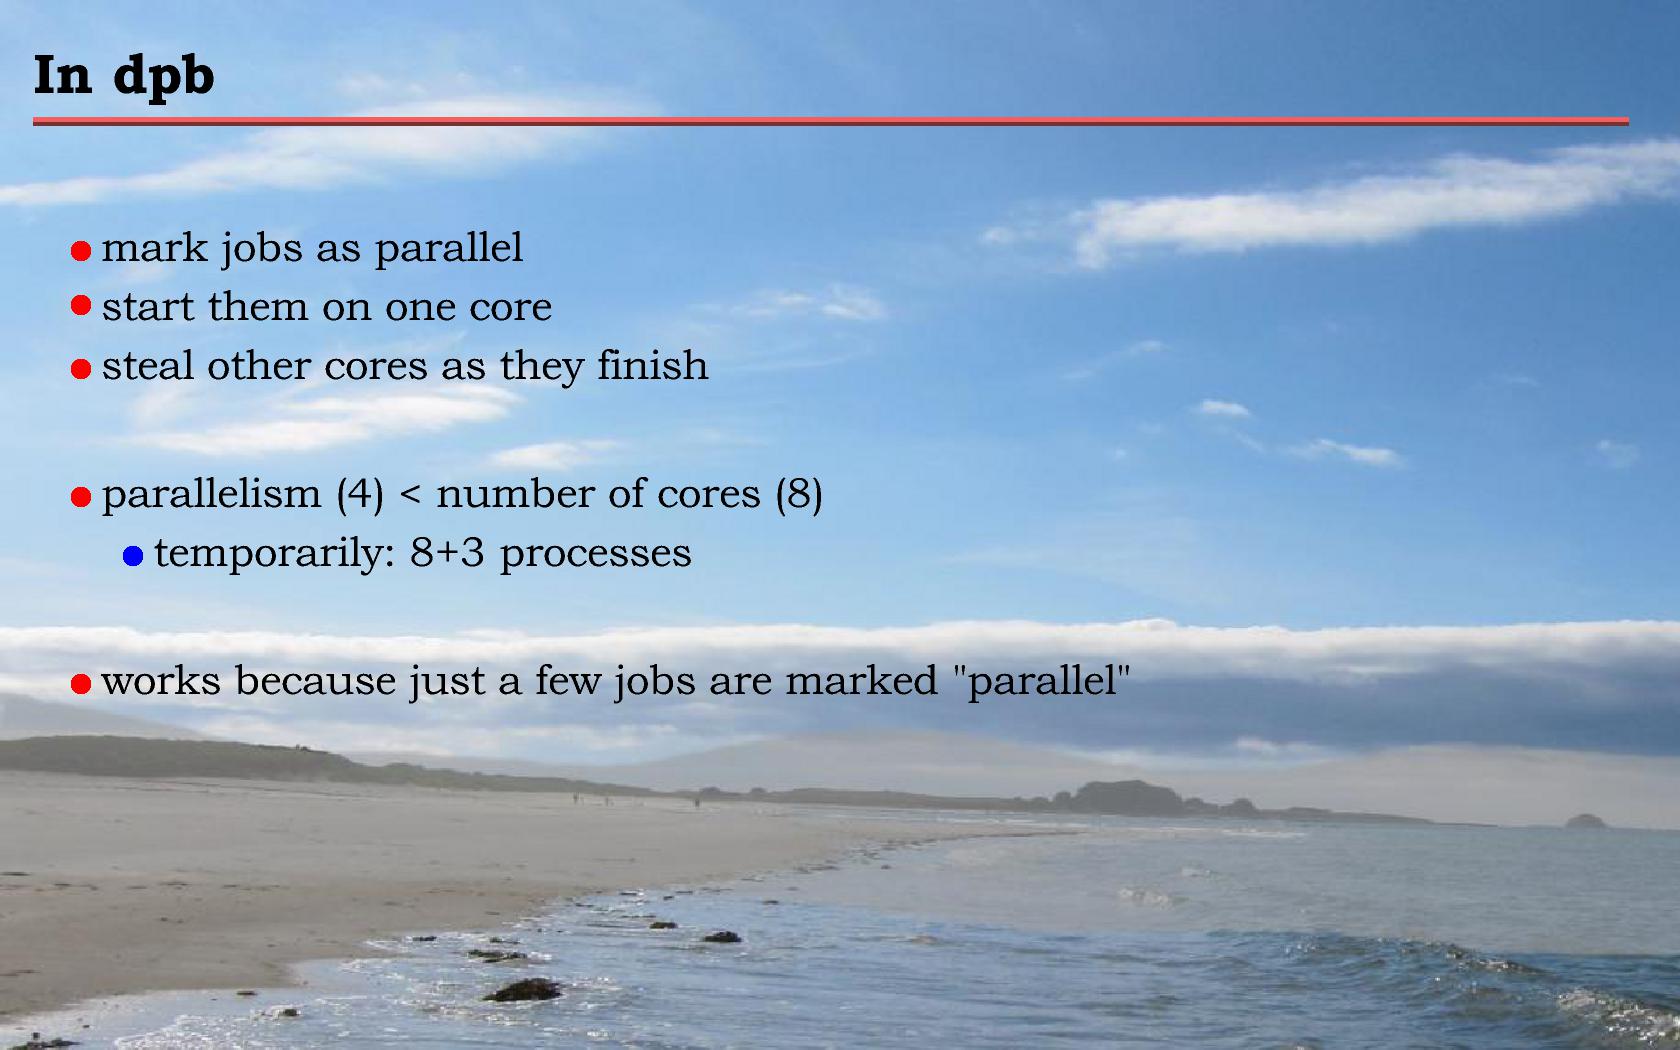 In dpb
mark jobs as parallel
start them on one core
steal other cores as they finish
parallelism (4) < number of cores (8)
temporarily: 8+3 processes
works because just a few jobs are marked "parallel"